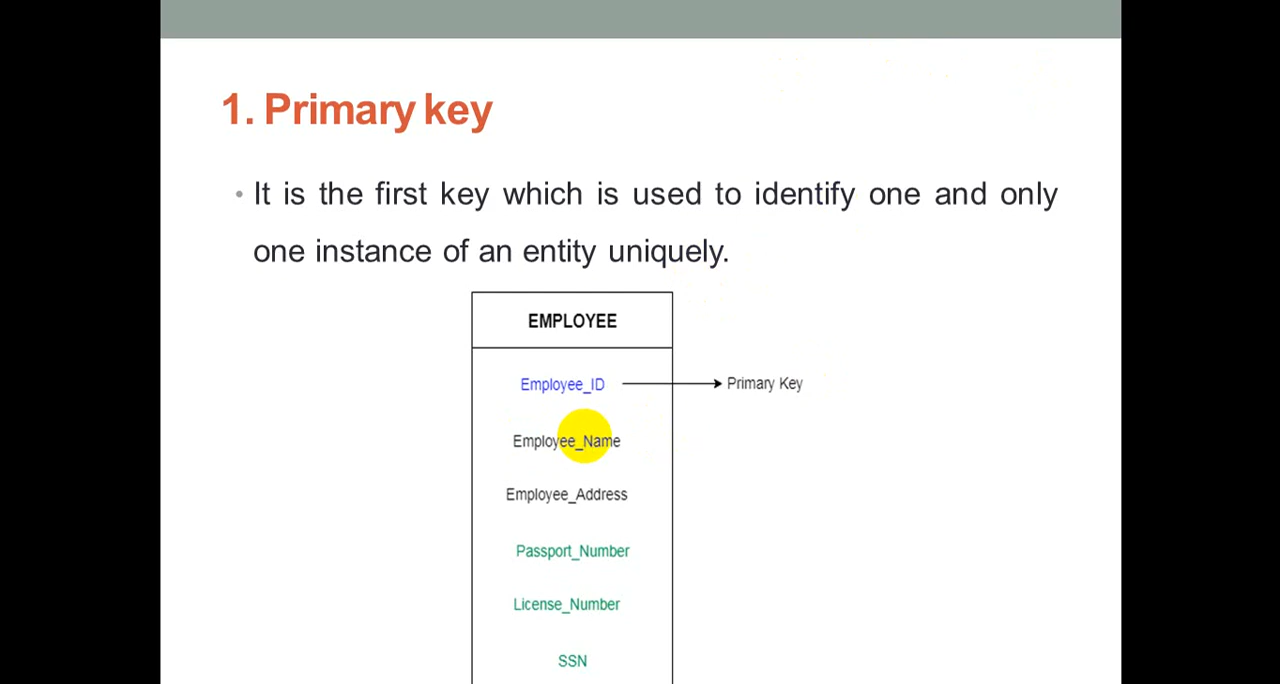 1. Primary key
• It is the first key which is used to identify one and only
one instance of an entity uniquely.
EMPLOYEE
Employee_ID
Primary Key
Employee_Name
Employee_Address
Passport_Number
License_Number
SSN